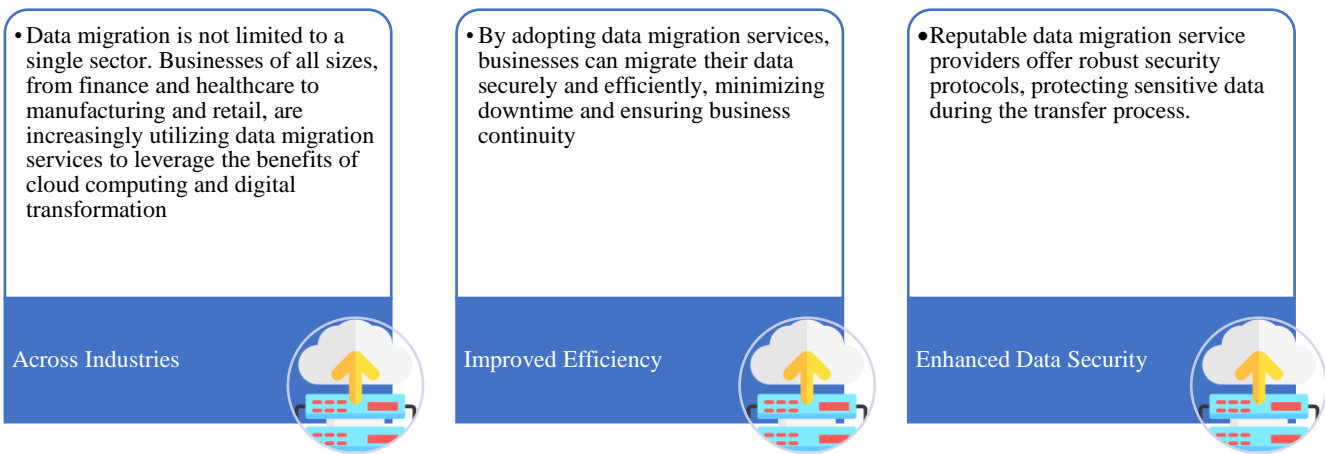 • Data migration is not limited to a
single sector. Businesses of all sizes,
from finance and healthcare to
manufacturing and retail, are
increasingly utilizing data migration
services to leverage the benefits of
cloud computing and digital
transformation
Across Industries
• By adopting data migration services,
businesses can migrate their data
securely and efficiently, minimizing
downtime and ensuring business
continuity
Improved Efficiency
•Reputable data migration service
providers offer robust security
protocols, protecting sensitive data
during the transfer process.
Enhanced Data Security